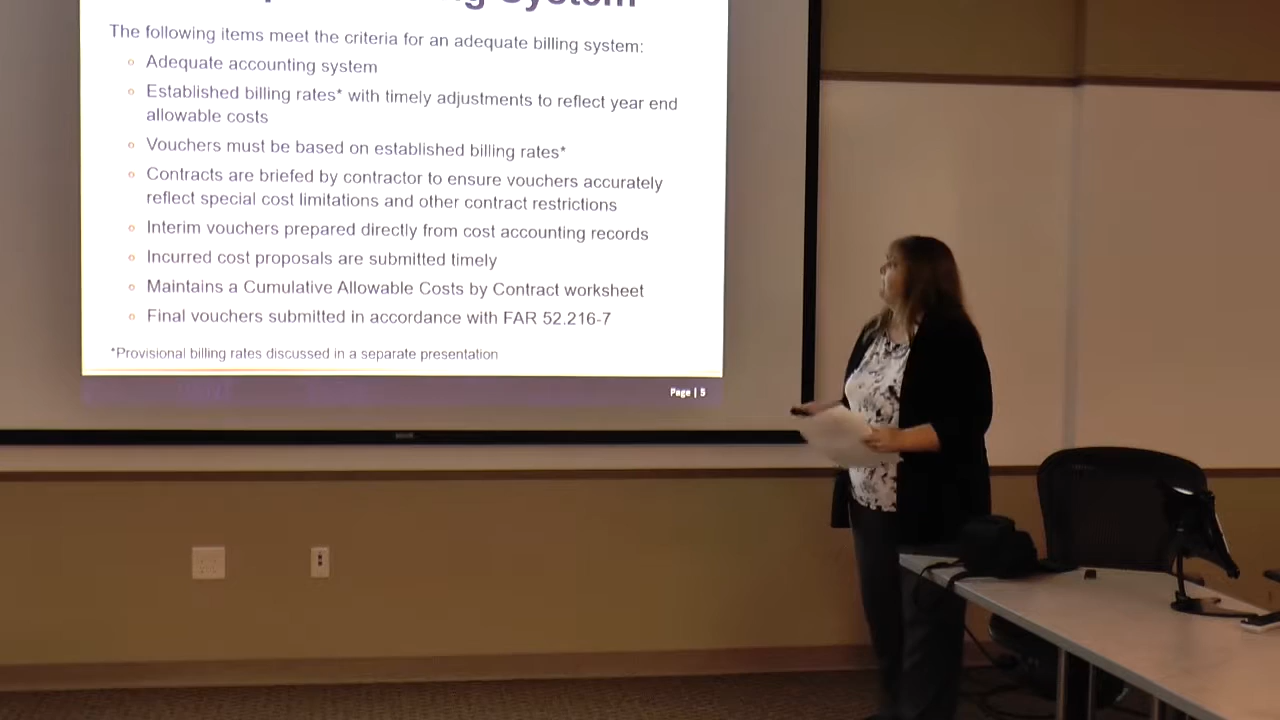 System
The following items meet the criteria for an adequate billing system:
Adequate accounting system
Established billing rates* with timely adjustments to reflect year end
allowable costs
Vouchers must be based on established billing rates*
Contracts are briefed by contractor to ensure vouchers accurately
reflect special cost limitations and other contract restrictions
Interim vouchers prepared directly from cost accounting records
Incurred cost proposals are submitted timely
Maintains a Cumulative Allowable Costs by Contract worksheet
Final vouchers submitted in accordance with FAR 52.216-7
*Provisional billing rates discussed in a separate presentation
Page | 5